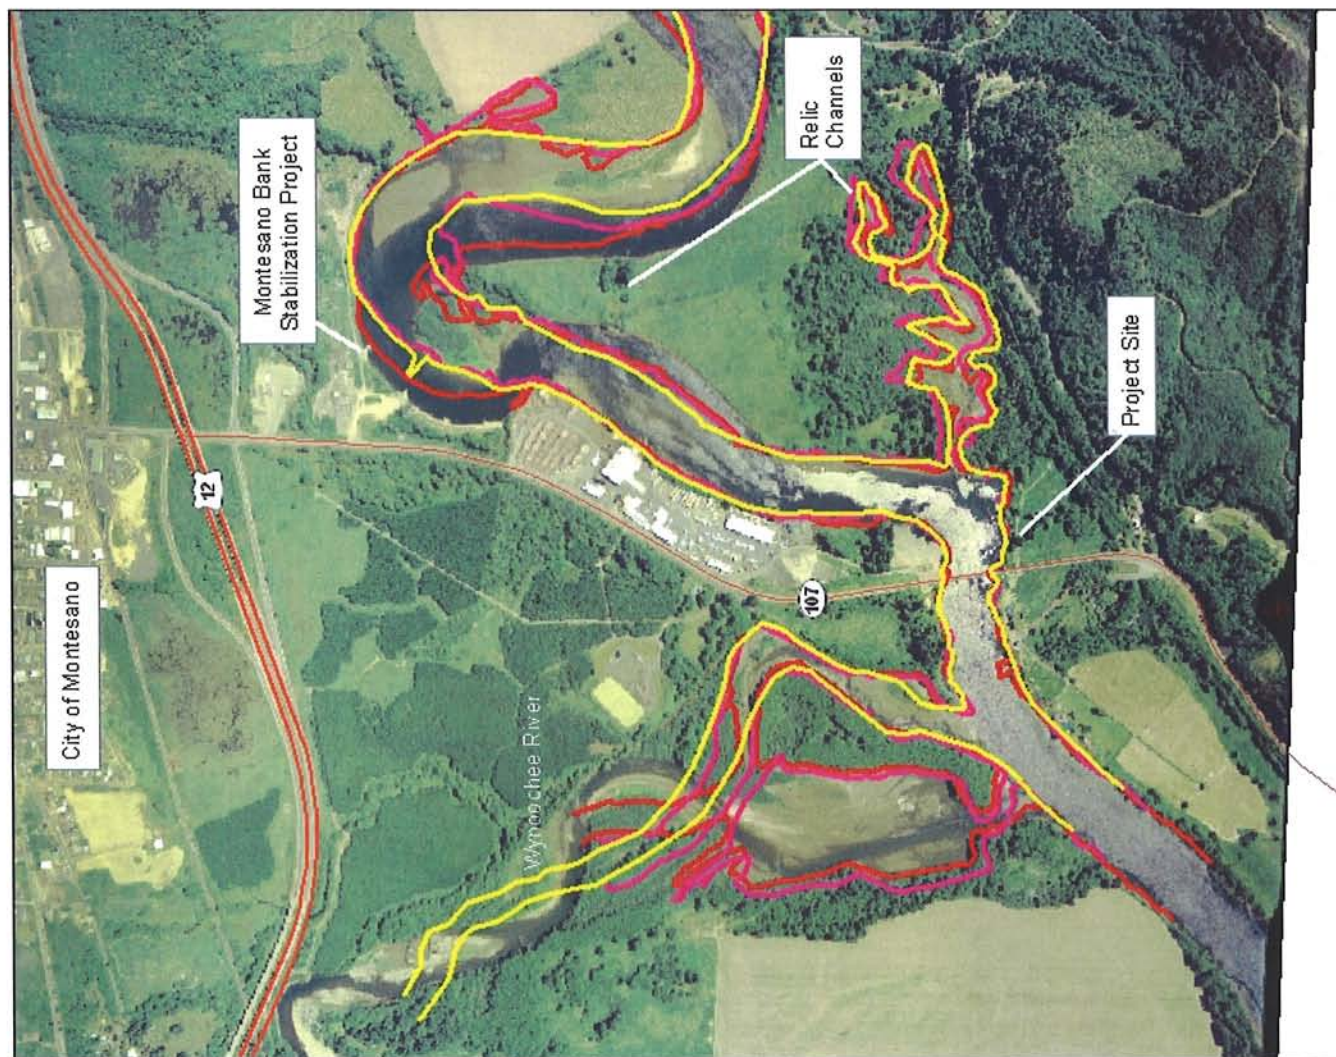 City of Montesano
12
Montesano Bank
Stabilization Project
Relic
Channels
Wynoochee River
107
Project Site